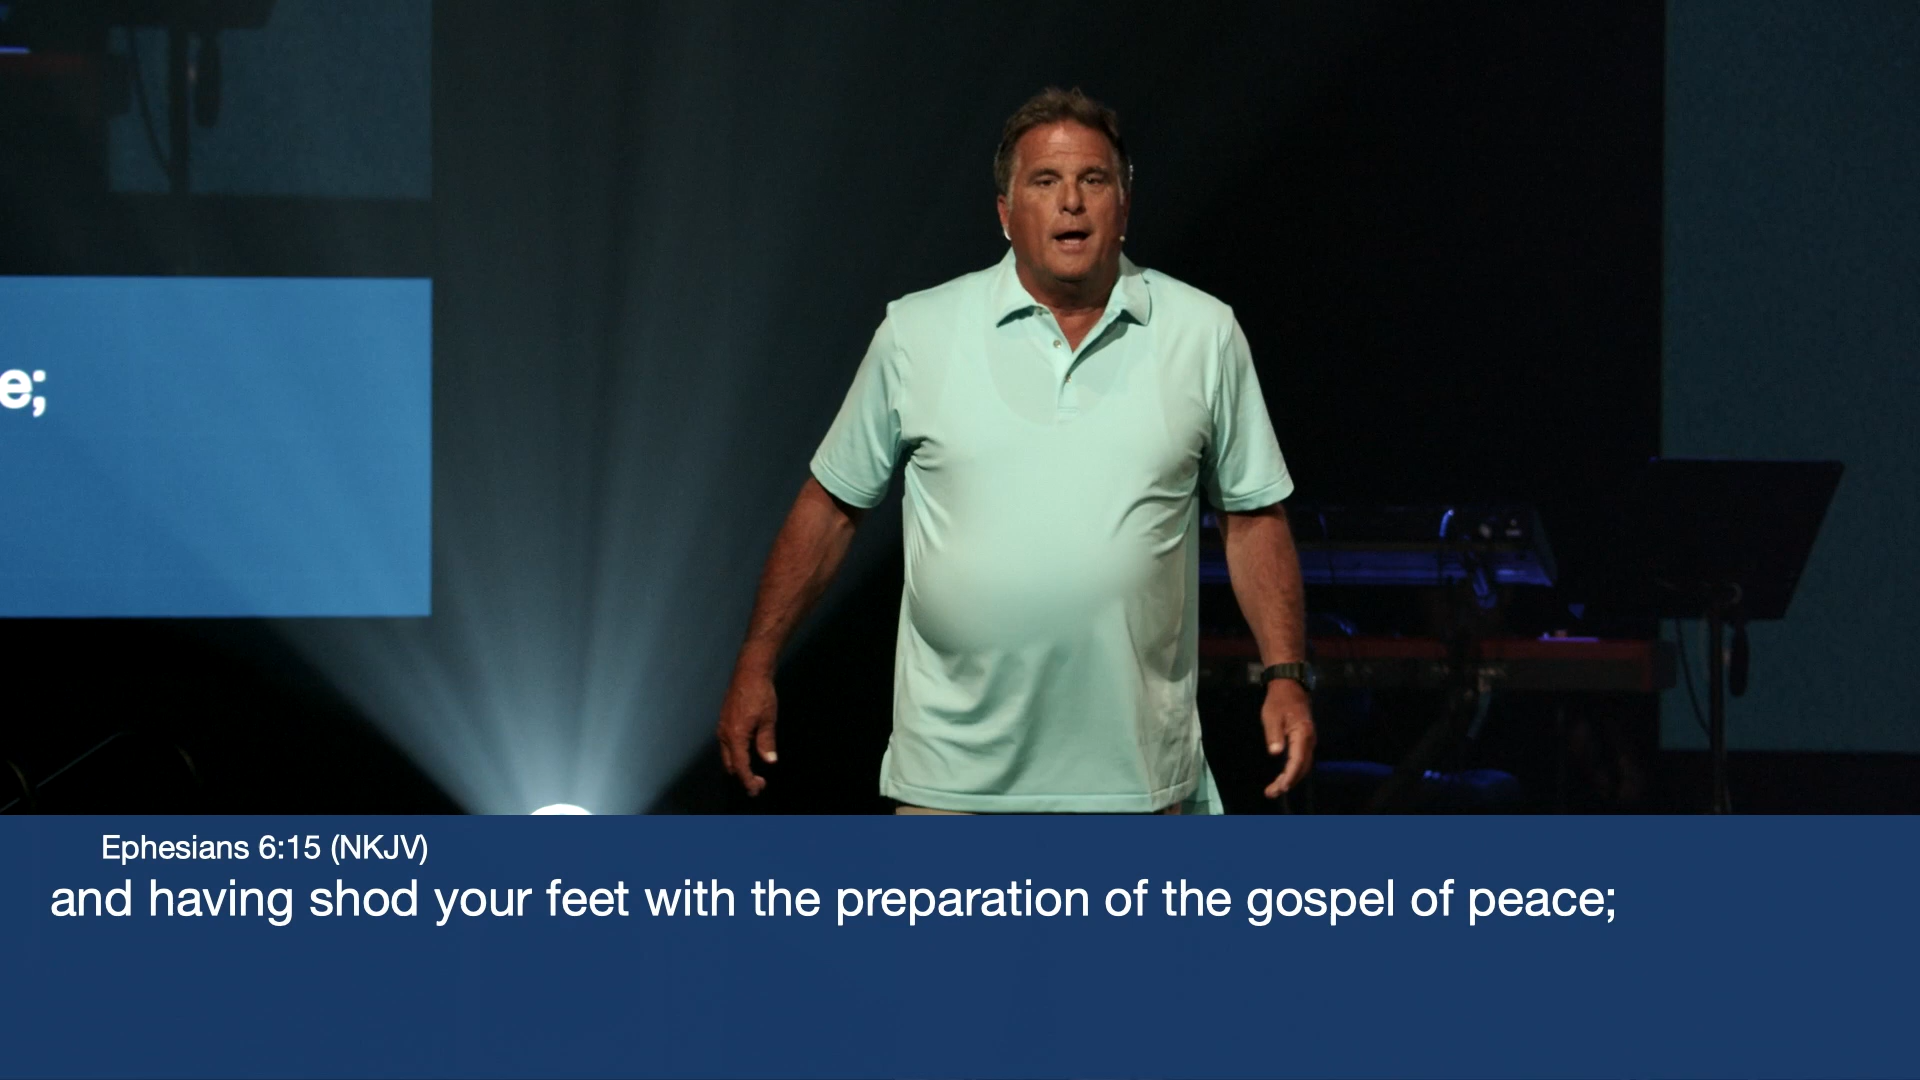 e;
Ephesians 6:15 (NKJV)
and having shod your feet with the preparation of the gospel of peace;